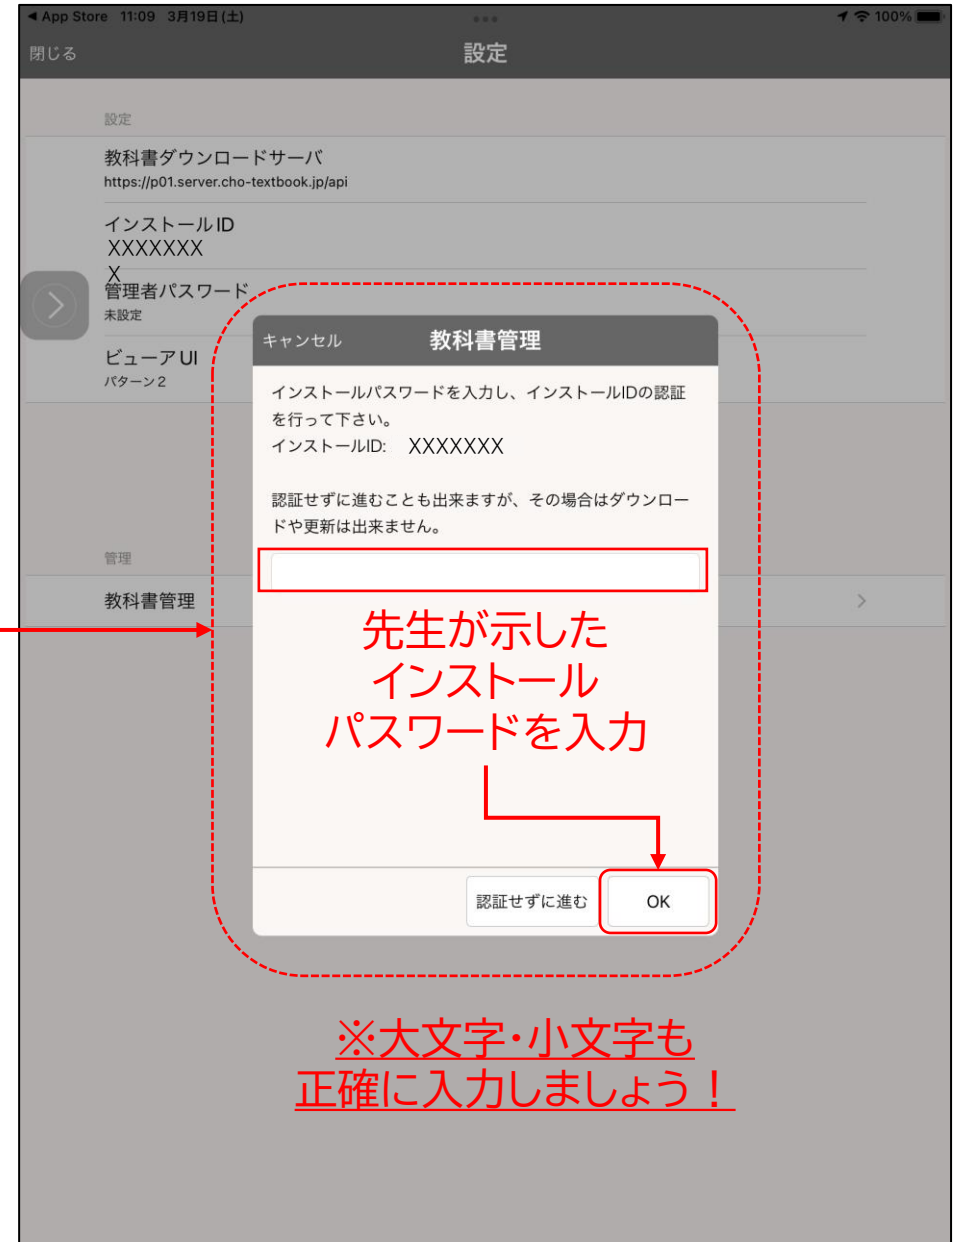 ◀ App Store 11:09 3月19日(土) 100%
閉じる 設定
設定
教科書ダウンロードサーバ
https://p01.server.cho-textbook.jp/api
インストールID
XXXXXXX
X
管理者パスワード
未設定
ビューアUI
パターン2
キャンセル 教科書管理
インストールパスワードを入力し、インストールIDの認証
を行って下さい。
インストールID: XXXXXXX
認証せずに進むことも出来ますが、その場合はダウンロー
ドや更新は出来ません。
管理
教科書管理
先生が示した
インストール
パスワードを入力
認証せずに進む OK
※大文字・小文字も
正確に入力しましょう！